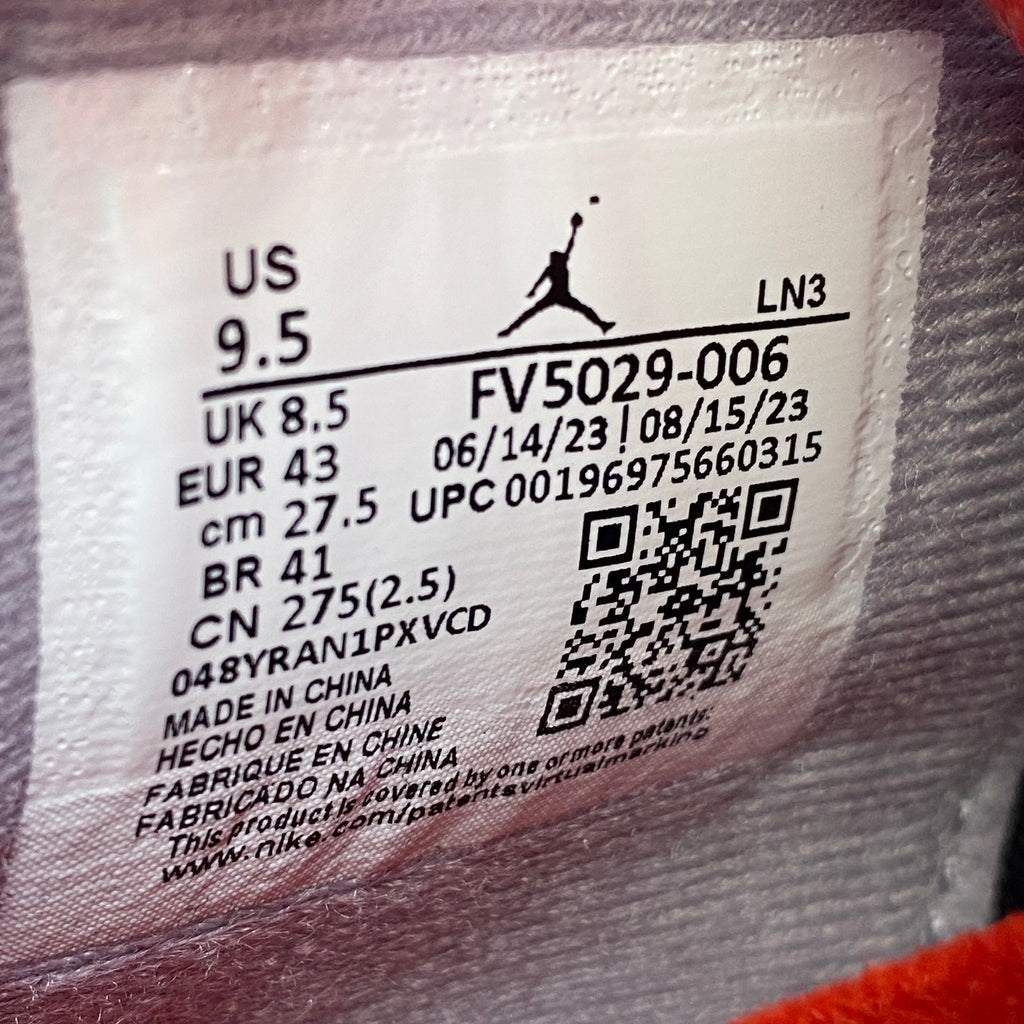 US
9.5
LN3
UK 8.5
FV5029-006
EUR 43
06/14/23 | 08/15/23
cm 27.5
UPC 00196975660315
BR 41
CN 275(2.5)
048YRAN1PXVCD
MADE IN CHINA
HECHO EN CHINA
FABRIQUE EN CHINE
FABRICADO NA CHINA
This product is covered by one or more patents:
www.nike.com/patentsvirtualmarking